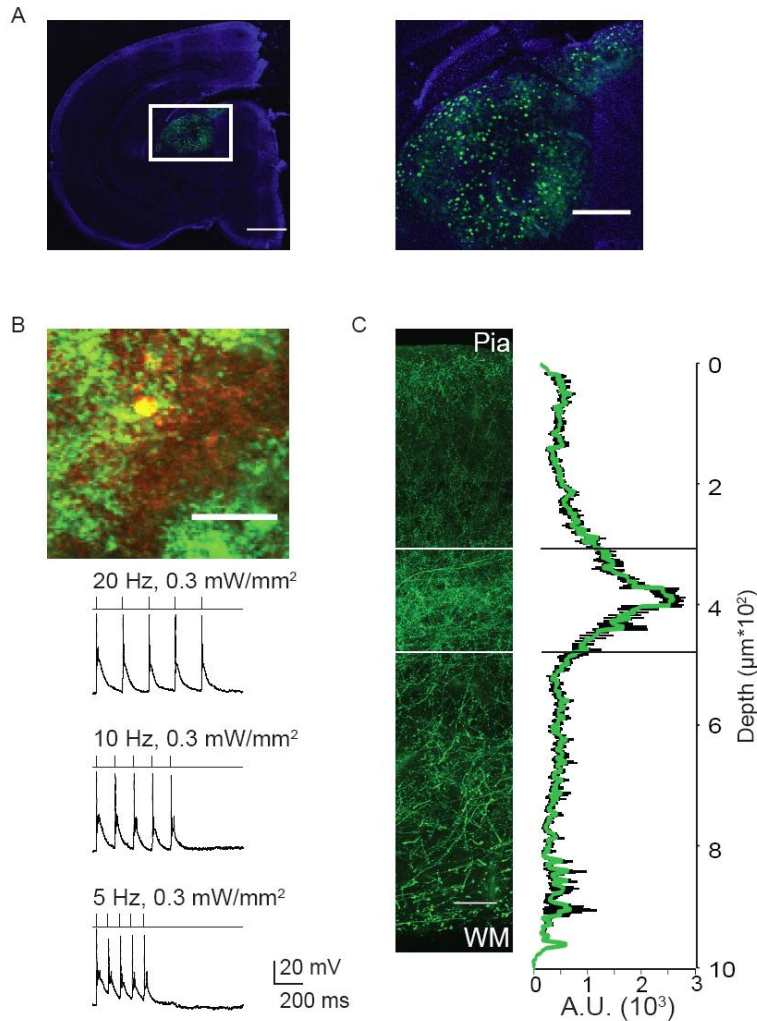 A
B
20 Hz, 0.3 mW/mm²
10 Hz, 0.3 mW/mm²
5 Hz, 0.3 mW/mm²
20 mV
200 ms
C
Pia
WM
0
2
4
6
8
10
Depth (µm*10²)
0 1 2 3
A.U. (10³)